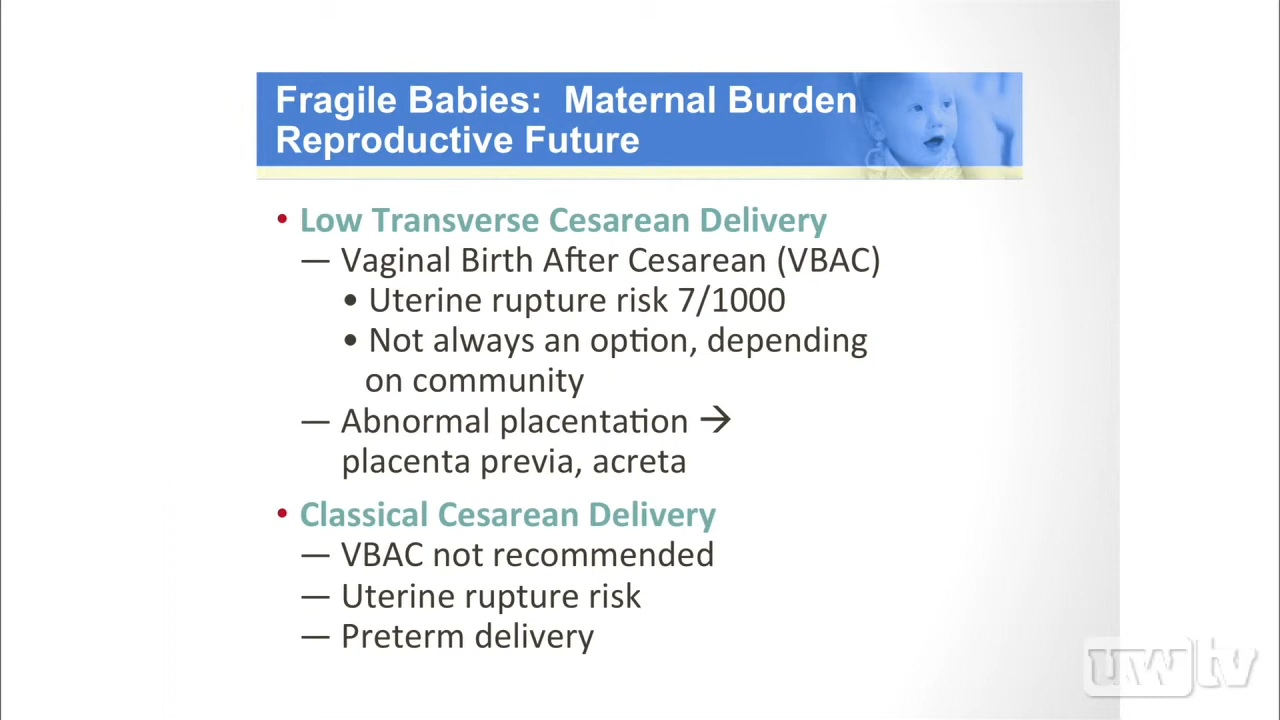 Fragile Babies: Maternal Burden
Reproductive Future
• Low Transverse Cesarean Delivery
— Vaginal Birth After Cesarean (VBAC)
• Uterine rupture risk 7/1000
• Not always an option, depending
on community
— Abnormal placentation →
placenta previa, acreta
• Classical Cesarean Delivery
— VBAC not recommended
— Uterine rupture risk
— Preterm delivery
uwtv